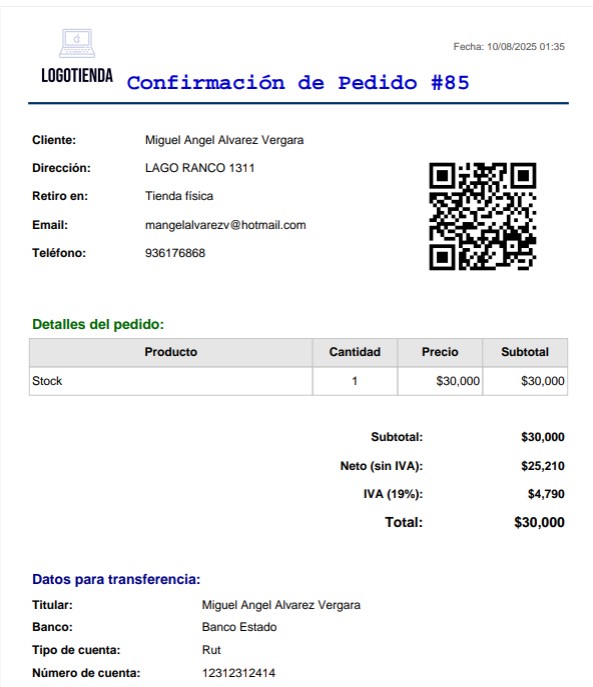 Fecha: 10/08/2025 01:35
LOGOTIENDA
Confirmación de Pedido #85
Cliente: Miguel Angel Alvarez Vergara
Dirección: LAGO RANCO 1311
Retiro en: Tienda física
Email: mangelalvarezv@hotmail.com
Teléfono: 936176868
Detalles del pedido:
Producto Cantidad Precio Subtotal
Stock 1 $30,000 $30,000
Subtotal: $30,000
Neto (sin IVA): $25,210
IVA (19%): $4,790
Total: $30,000
Datos para transferencia:
Titular: Miguel Angel Alvarez Vergara
Banco: Banco Estado
Tipo de cuenta: Rut
Número de cuenta: 12312312414